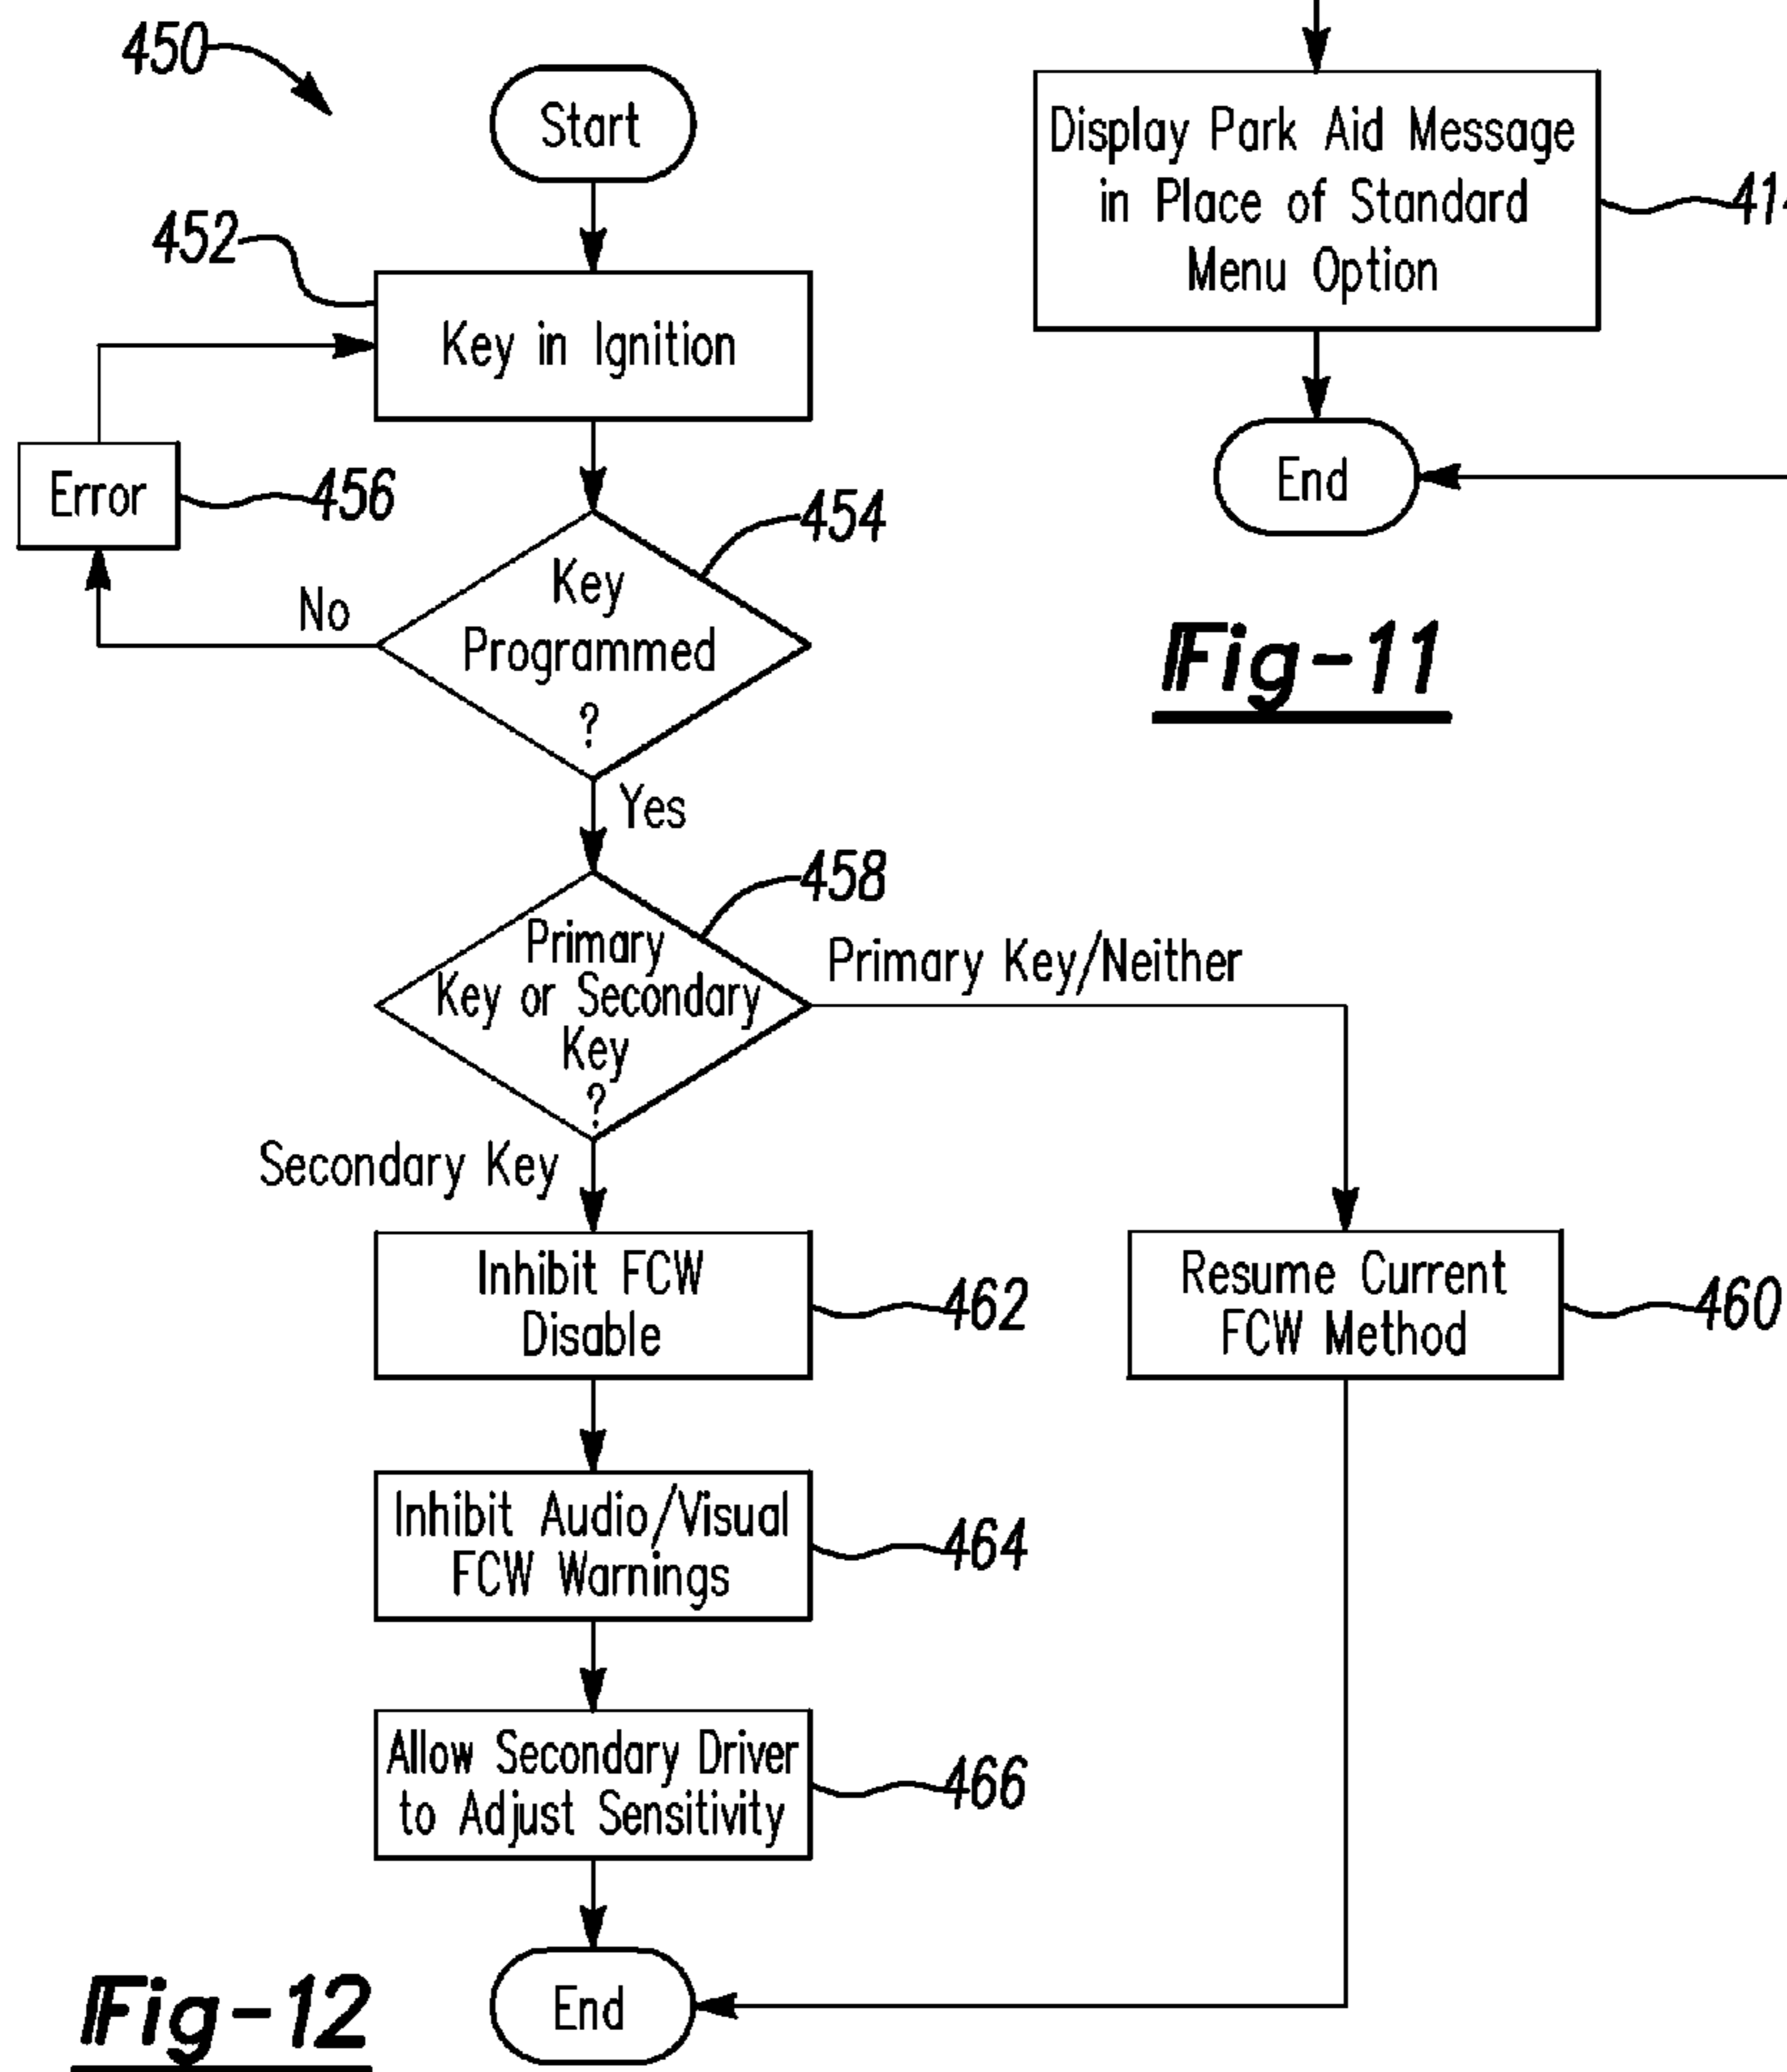 450
Start
452
Key in Ignition
Error
456
454
Key
Programmed
?
No
Yes
458
Primary
Key or Secondary
Key
?
Primary Key/Neither
Secondary Key
Inhibit FCW
Disable
462
Resume Current
FCW Method
460
Inhibit Audio/Visual
FCW Warnings
464
Allow Secondary Driver
to Adjust Sensitivity
466
End
Fig-12
Display Park Aid Message
in Place of Standard
Menu Option
End
Fig-11